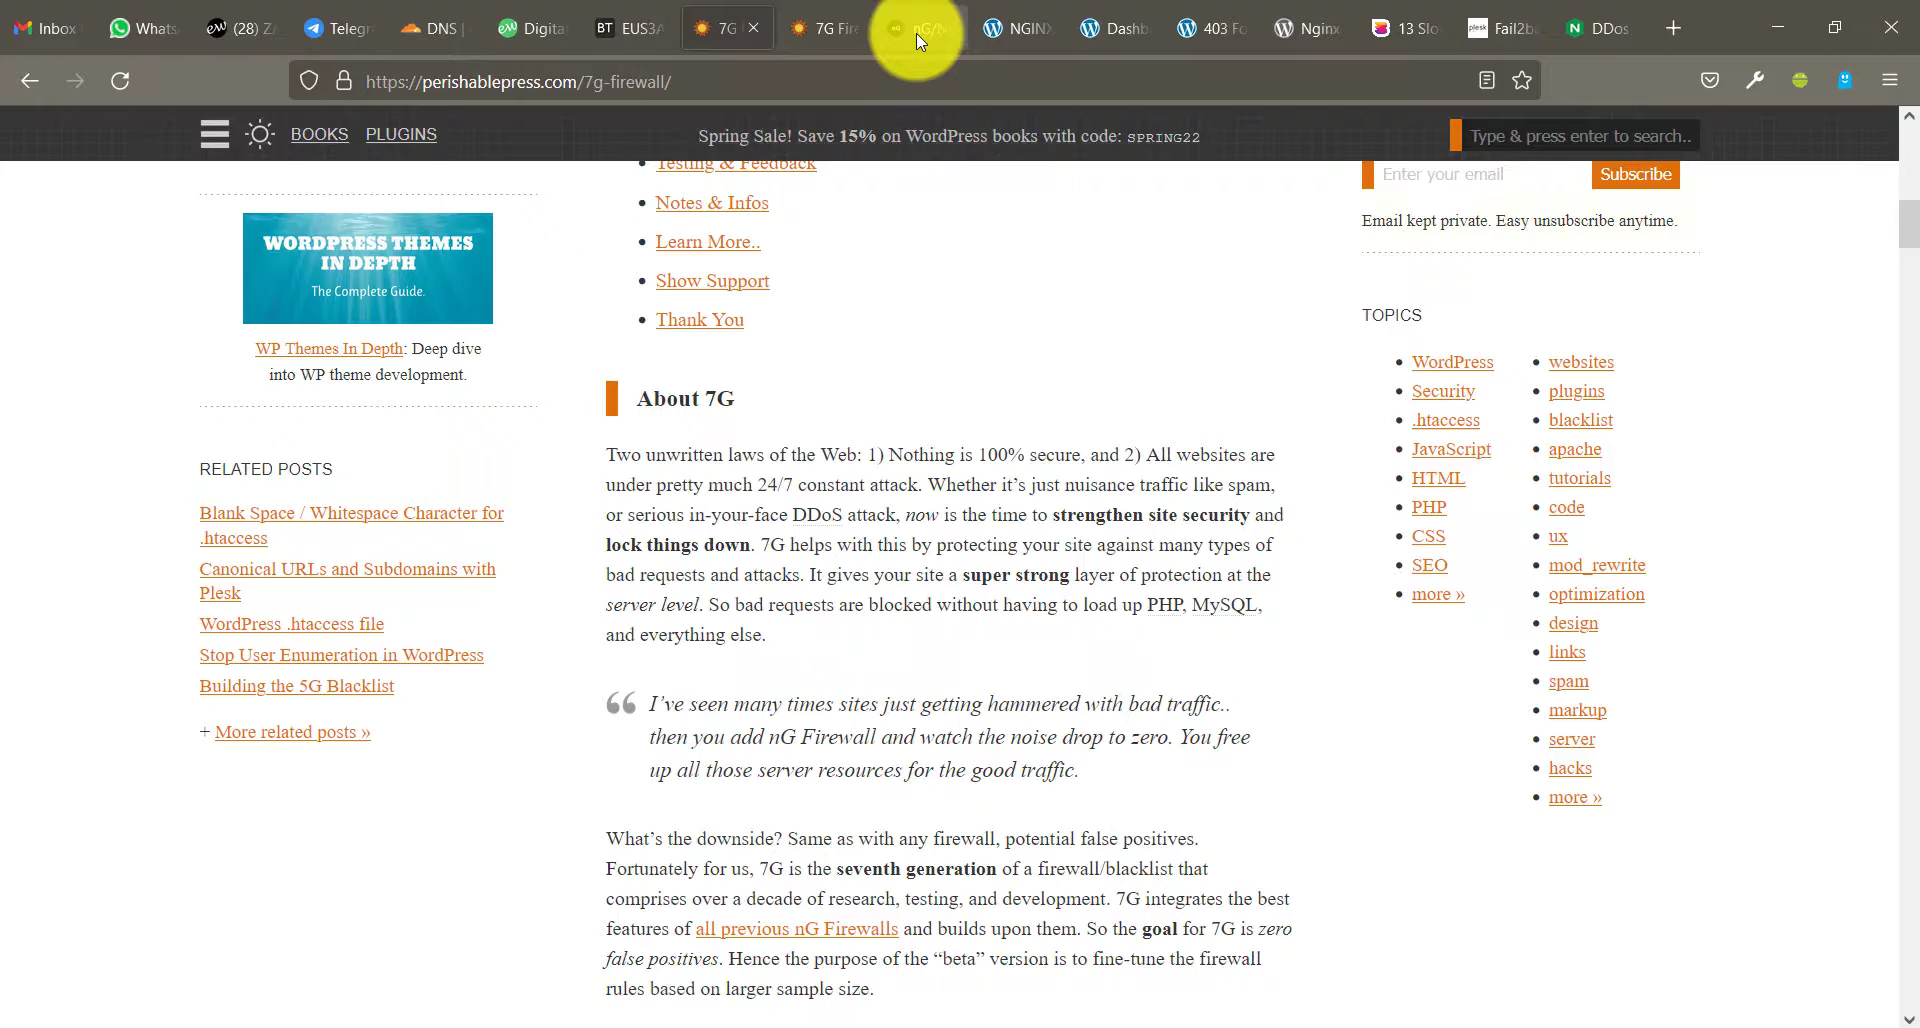 Inbox
Whats
(28) ZA
Telegr
DNS |
Digita
BT EUS3A
7G
7G Fire
nG/N
NGINX
Dashb
403 Fo
Nginx
13 Slo
plesk Fail2ba
DDos
https://perishablepress.com/7g-firewall/
BOOKS PLUGINS
Spring Sale! Save 15% on WordPress books with code: SPRING22
Type & press enter to search..
Testing & Feedback
Notes & Infos
Learn More..
Show Support
Thank You
WORDPRESS THEMES
IN DEPTH
The Complete Guide.
WP Themes In Depth: Deep dive
into WP theme development.
RELATED POSTS
Blank Space / Whitespace Character for
.htaccess
Canonical URLs and Subdomains with
Plesk
WordPress .htaccess file
Stop User Enumeration in WordPress
Building the 5G Blacklist
+ More related posts »
About 7G
Two unwritten laws of the Web: 1) Nothing is 100% secure, and 2) All websites are
under pretty much 24/7 constant attack. Whether it’s just nuisance traffic like spam,
or serious in-your-face DDoS attack, now is the time to strengthen site security and
lock things down. 7G helps with this by protecting your site against many types of
bad requests and attacks. It gives your site a super strong layer of protection at the
server level. So bad requests are blocked without having to load up PHP, MySQL,
and everything else.
I’ve seen many times sites just getting hammered with bad traffic..
then you add nG Firewall and watch the noise drop to zero. You free
up all those server resources for the good traffic.
What’s the downside? Same as with any firewall, potential false positives.
Fortunately for us, 7G is the seventh generation of a firewall/blacklist that
comprises over a decade of research, testing, and development. 7G integrates the best
features of all previous nG Firewalls and builds upon them. So the goal for 7G is zero
false positives. Hence the purpose of the “beta” version is to fine-tune the firewall
rules based on larger sample size.
Enter your email
Subscribe
Email kept private. Easy unsubscribe anytime.
TOPICS
WordPress
Security
.htaccess
JavaScript
HTML
PHP
CSS
SEO
more »
websites
plugins
blacklist
apache
tutorials
code
ux
mod_rewrite
optimization
design
links
spam
markup
server
hacks
more »